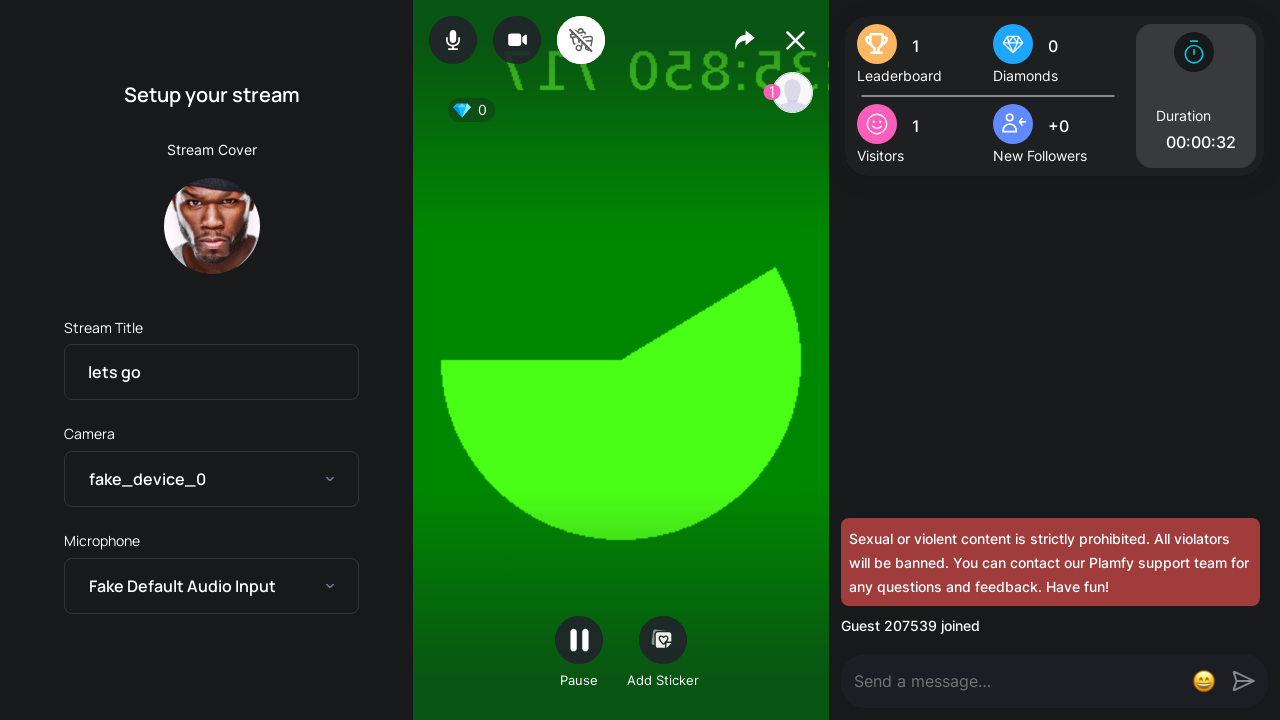 Setup your stream
Stream Cover
Stream Title
lets go
Camera
fake_device_0
Microphone
Fake Default Audio Input
0
1
Pause
Add Sticker
1
Leaderboard
0
Diamonds
1
Visitors
+0
New Followers
Duration
00:00:32
Sexual or violent content is strictly prohibited. All violators
will be banned. You can contact our Plamfy support team for
any questions and feedback. Have fun!
Guest 207539 joined
Send a message...